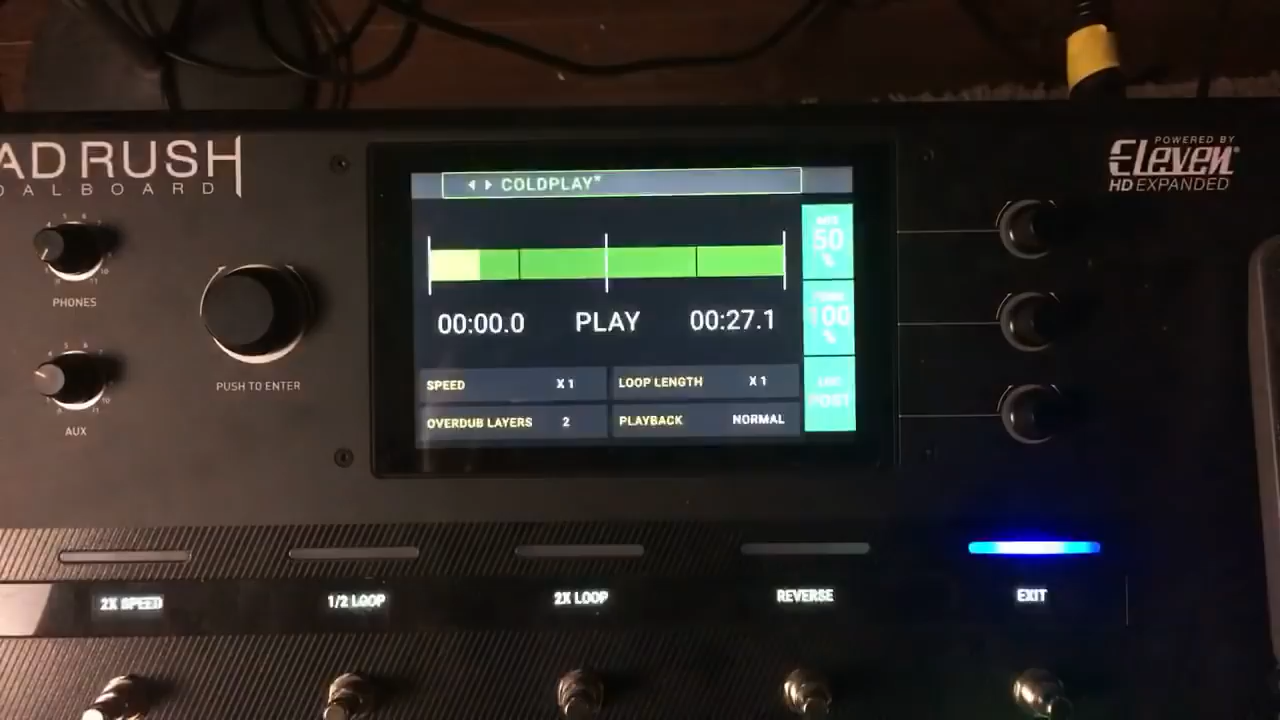 AD RUSH
DALBOARD
POWERED BY
Eleven®
HD EXPANDED
COLDPLAY*
50
%
100
%
POST
00:00.0 PLAY 00:27.1
SPEED X 1
LOOP LENGTH X 1
OVERDUB LAYERS 2
PLAYBACK NORMAL
PHONES
AUX
PUSH TO ENTER
2X SPEED
1/2 LOOP
2X LOOP
REVERSE
EXIT